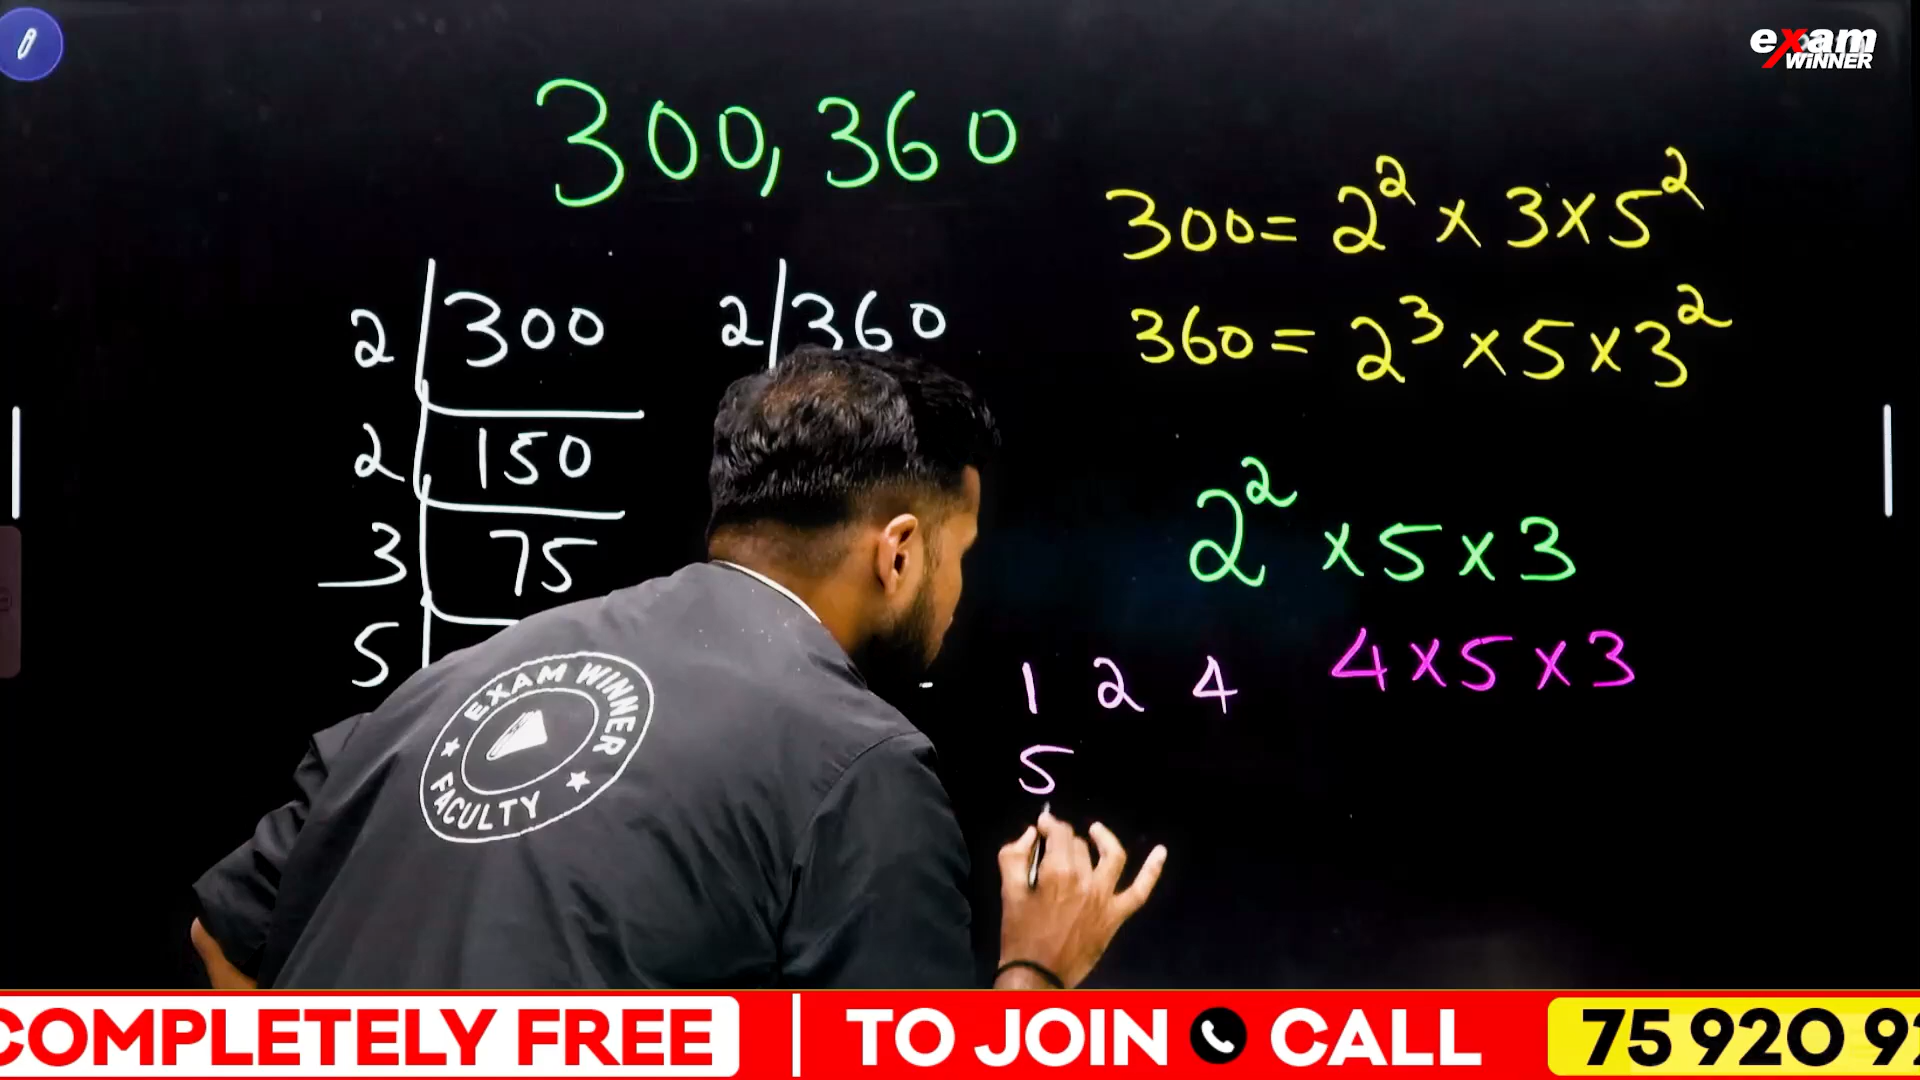 exam
WINNER
300, 360
300 = 2² × 3 × 5²
360 = 2³ × 5 × 3²
2 | 300
2 | 150
3 | 75
5
2 | 360
2² × 5 × 3
4 × 5 × 3
1 2 4
5
EXAM WINNER
FACULTY
COMPLETELY FREE | TO JOIN CALL 75 920 92